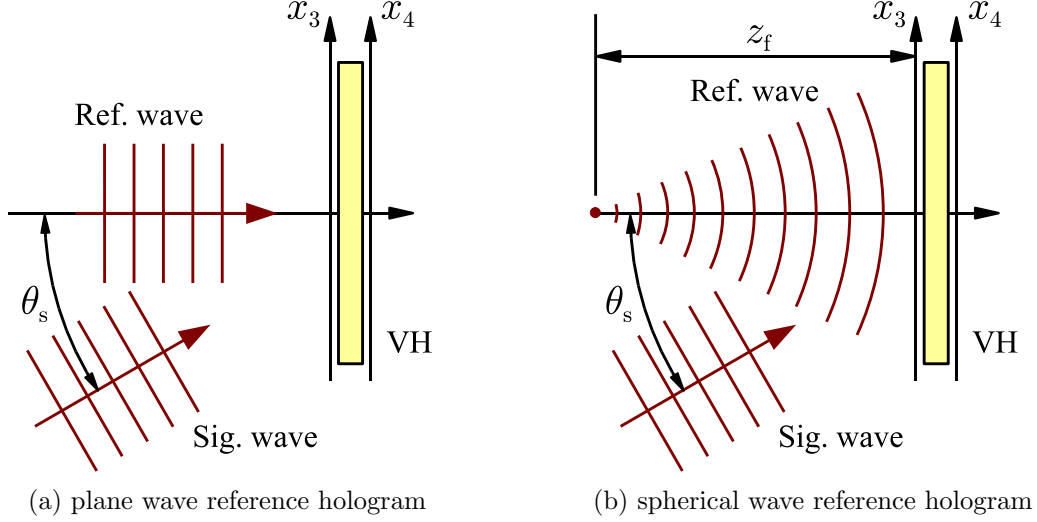 x₃ x₄
Ref. wave
θₛ
VH
Sig. wave
(a) plane wave reference hologram
x₃ x₄
z_f
Ref. wave
θₛ
VH
Sig. wave
(b) spherical wave reference hologram